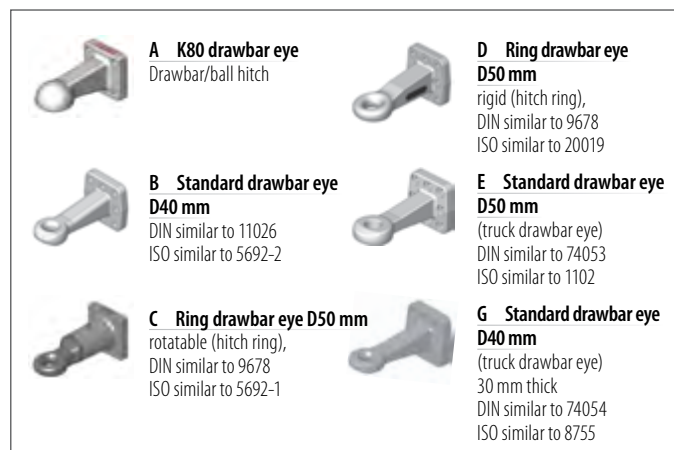 A K80 drawbar eye
Drawbar/ball hitch
B Standard drawbar eye
D40 mm
DIN similar to 11026
ISO similar to 5692-2
C Ring drawbar eye D50 mm
rotatable (hitch ring),
DIN similar to 9678
ISO similar to 5692-1
D Ring drawbar eye
D50 mm
rigid (hitch ring),
DIN similar to 9678
ISO similar to 20019
E Standard drawbar eye
D50 mm
(truck drawbar eye)
DIN similar to 74053
ISO similar to 1102
G Standard drawbar eye
D40 mm
(truck drawbar eye)
30 mm thick
DIN similar to 74054
ISO similar to 8755